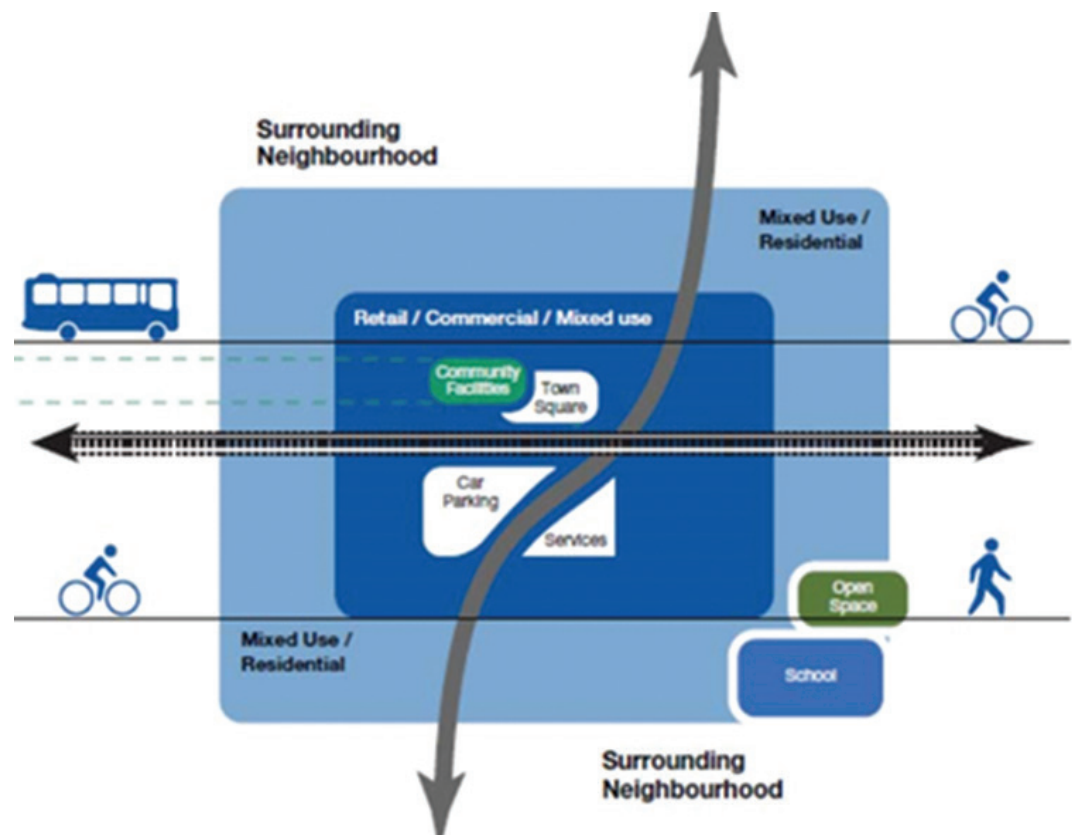 Surrounding
Neighbourhood
Mixed Use /
Residential
Retail / Commercial / Mixed use
Community
Facilities
Town
Square
Car
Parking
Services
Open
Space
Mixed Use /
Residential
School
Surrounding
Neighbourhood